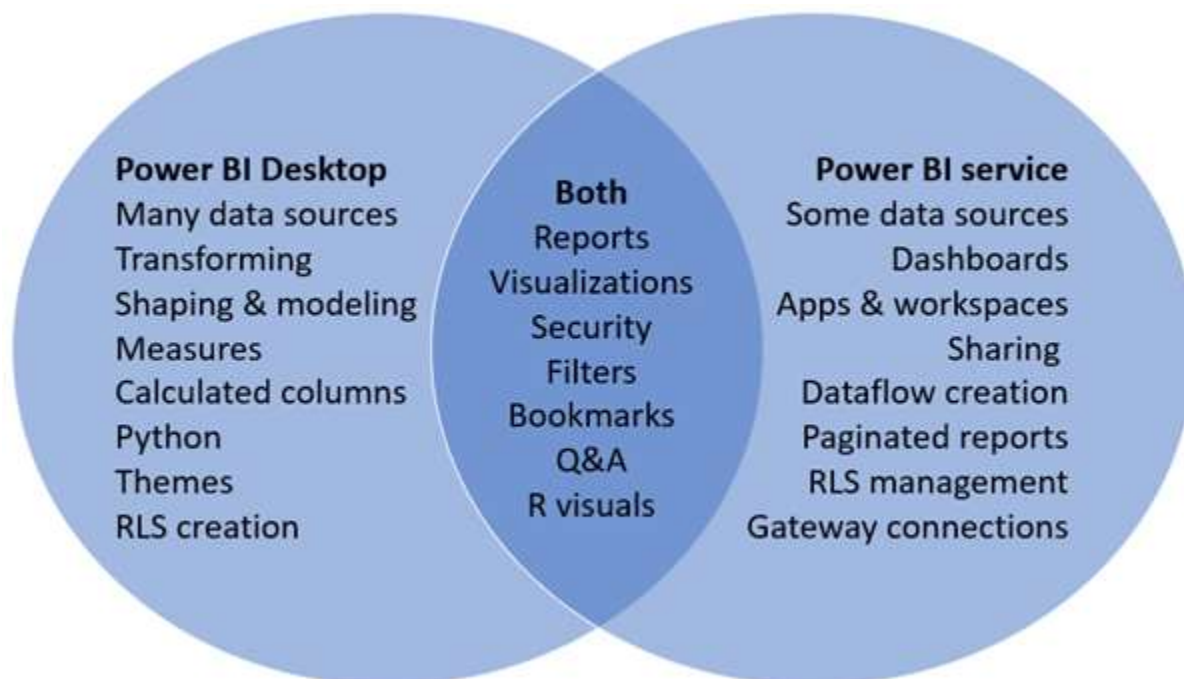 Power BI Desktop
Many data sources
Transforming
Shaping & modeling
Measures
Calculated columns
Python
Themes
RLS creation
Both
Reports
Visualizations
Security
Filters
Bookmarks
Q&A
R visuals
Power BI service
Some data sources
Dashboards
Apps & workspaces
Sharing
Dataflow creation
Paginated reports
RLS management
Gateway connections